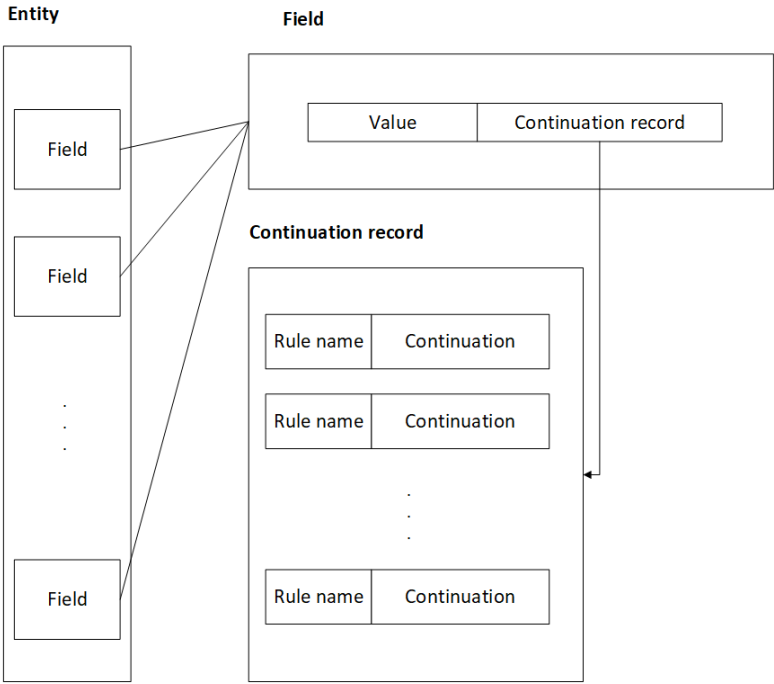 Entity
Field
Field
Field
.
.
.
Field
Field
Value Continuation record
Continuation record
Rule name Continuation
Rule name Continuation
.
.
.
Rule name Continuation